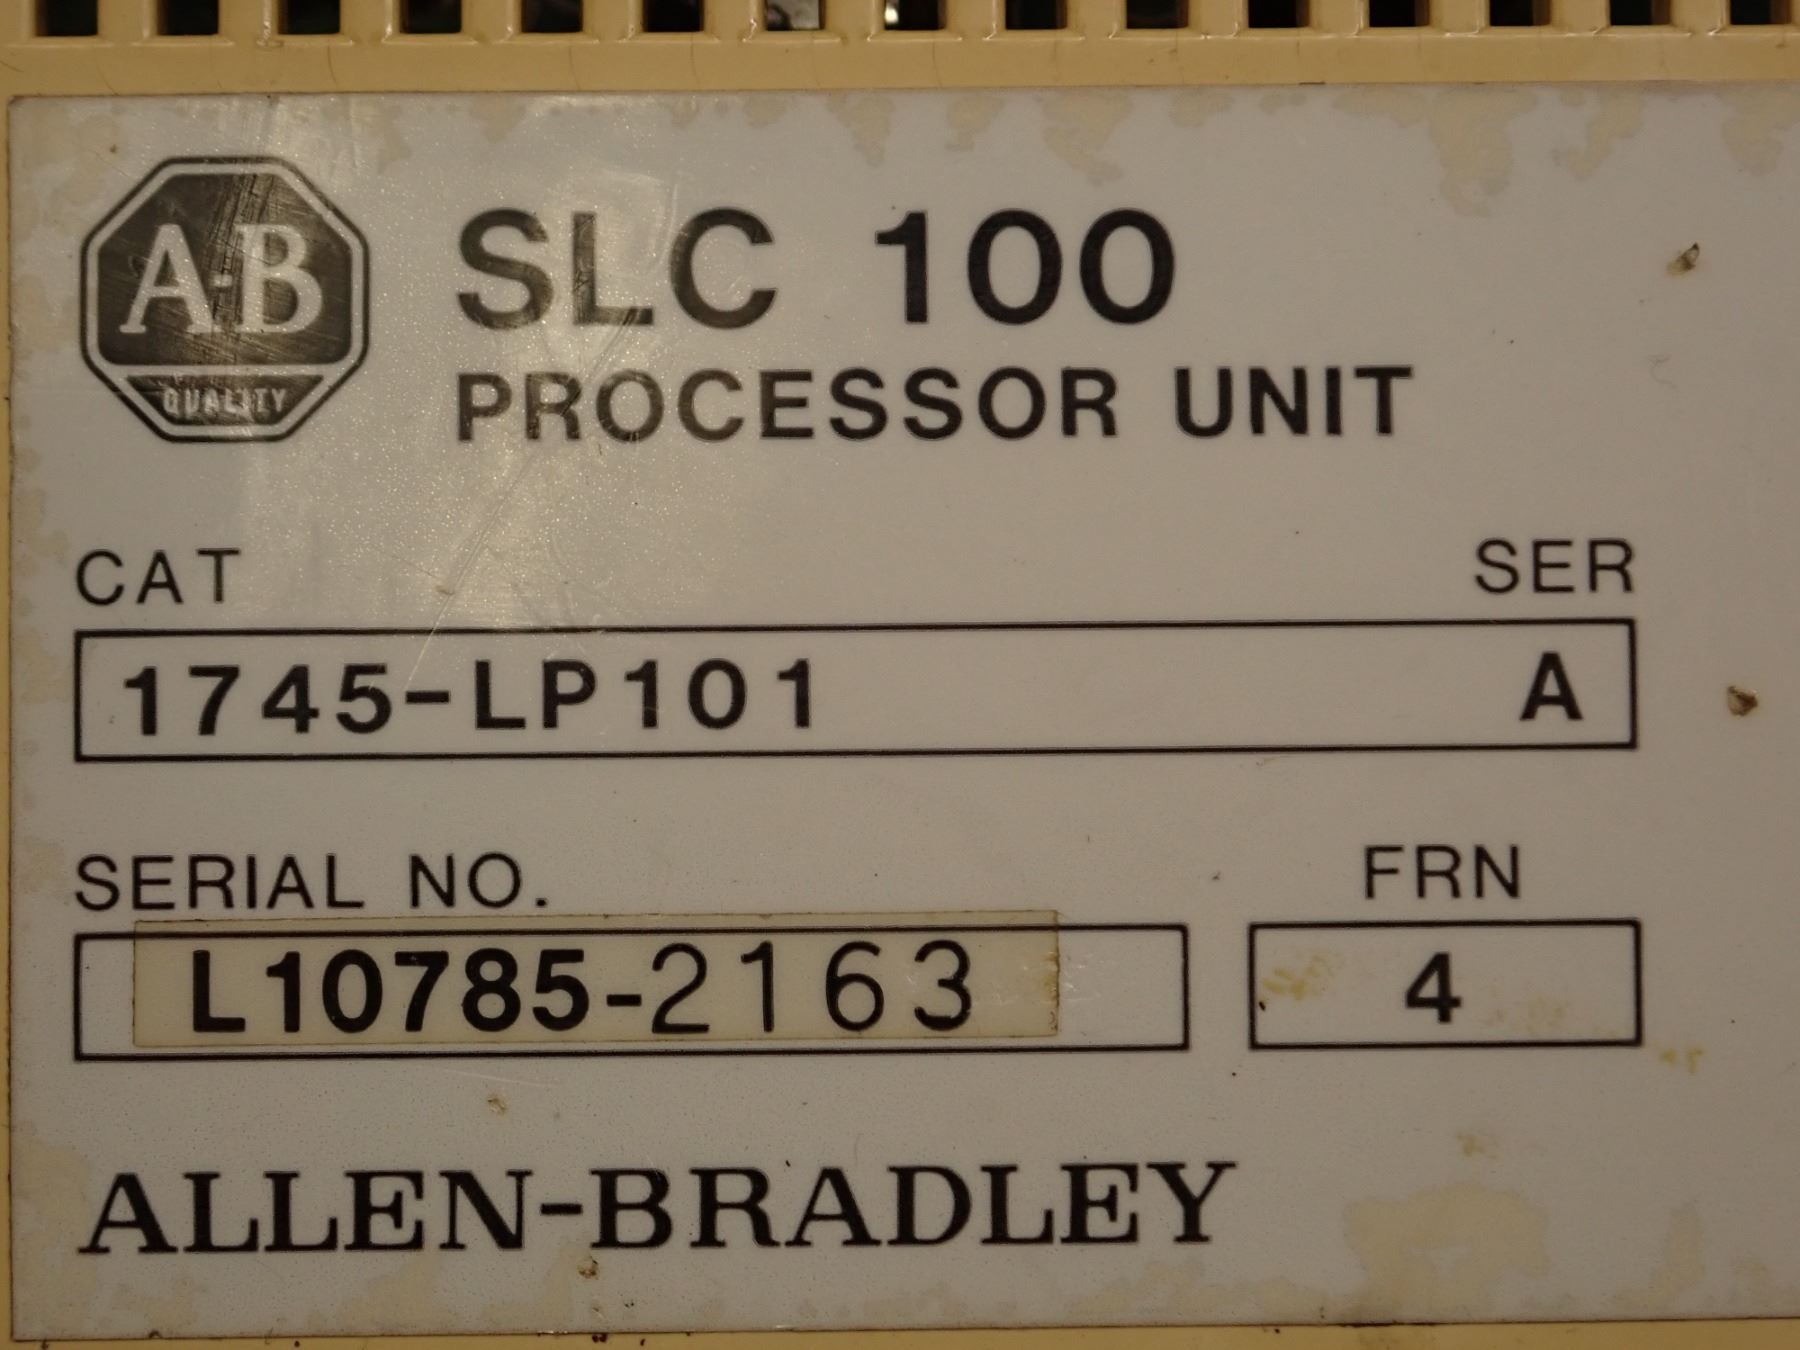 A-B
QUALITY
SLC 100
PROCESSOR UNIT
CAT SER
1745-LP101 A
SERIAL NO. FRN
L10785-2163 4
ALLEN-BRADLEY